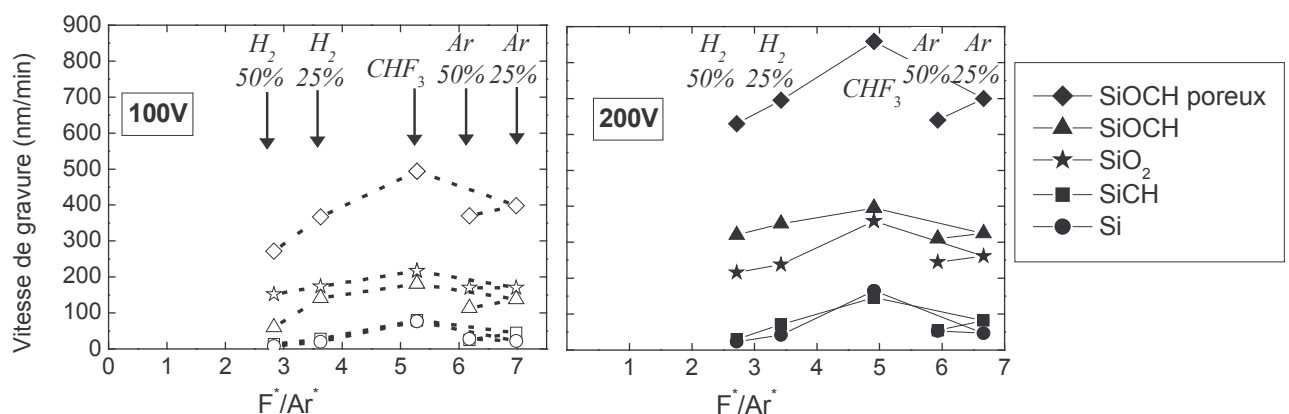 Vitesse de gravure (nm/min)
900
800
700
600
500
400
300
200
100
0
H₂ 50%
H₂ 25%
CHF₃
Ar 50%
Ar 25%
100V
0 1 2 3 4 5 6 7
F*/Ar*
H₂ 50%
H₂ 25%
CHF₃
Ar 50%
Ar 25%
200V
1 2 3 4 5 6 7
F*/Ar*
SiOCH poreux
SiOCH
SiO₂
SiCH
Si